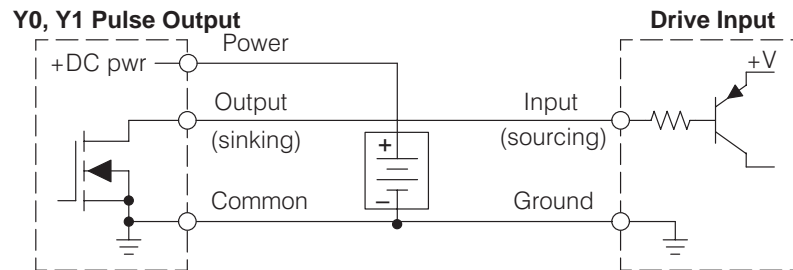 Y0, Y1 Pulse Output
Drive Input
Power
+DC pwr
+V
Output
Input
(sinking)
(sourcing)
+
–
Common
Ground